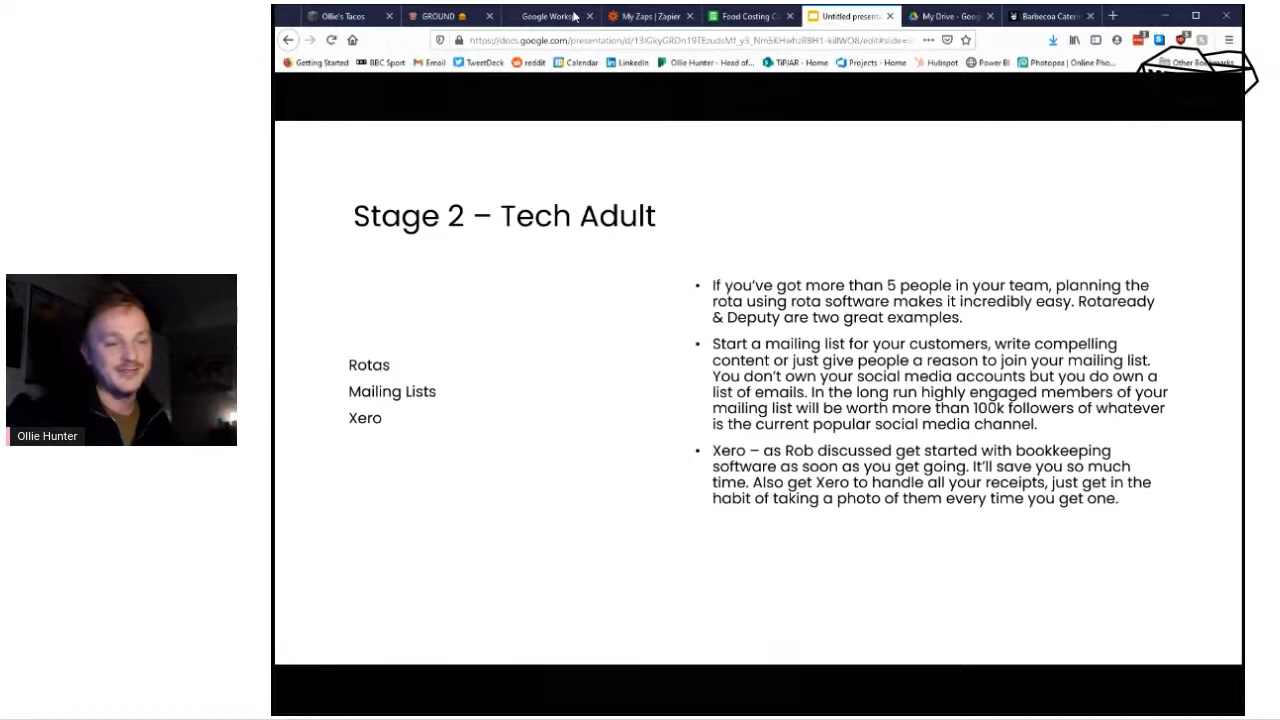 Ollie's Tacos
GROUND
Google Works
My Zaps | Zapier
Food Costing C
Untitled presenta
My Drive - Goog
Barbecoa Caterin
Getting Started
BBC Sport
Email
TweetDeck
reddit
Calendar
LinkedIn
Ollie Hunter - Head of...
TiPJAR - Home
Projects - Home
Hubspot
Power BI
Photopea | Online Pho...
Other Bookmarks
Stage 2 – Tech Adult
Rotas
Mailing Lists
Xero
• If you've got more than 5 people in your team, planning the
rota using rota software makes it incredibly easy. Rotaready
& Deputy are two great examples.
• Start a mailing list for your customers, write compelling
content or just give people a reason to join your mailing list.
You don't own your social media accounts but you do own a
list of emails. In the long run highly engaged members of your
mailing list will be worth more than 100k followers of whatever
is the current popular social media channel.
• Xero – as Rob discussed get started with bookkeeping
software as soon as you get going. It'll save you so much
time. Also get Xero to handle all your receipts, just get in the
habit of taking a photo of them every time you get one.
Ollie Hunter